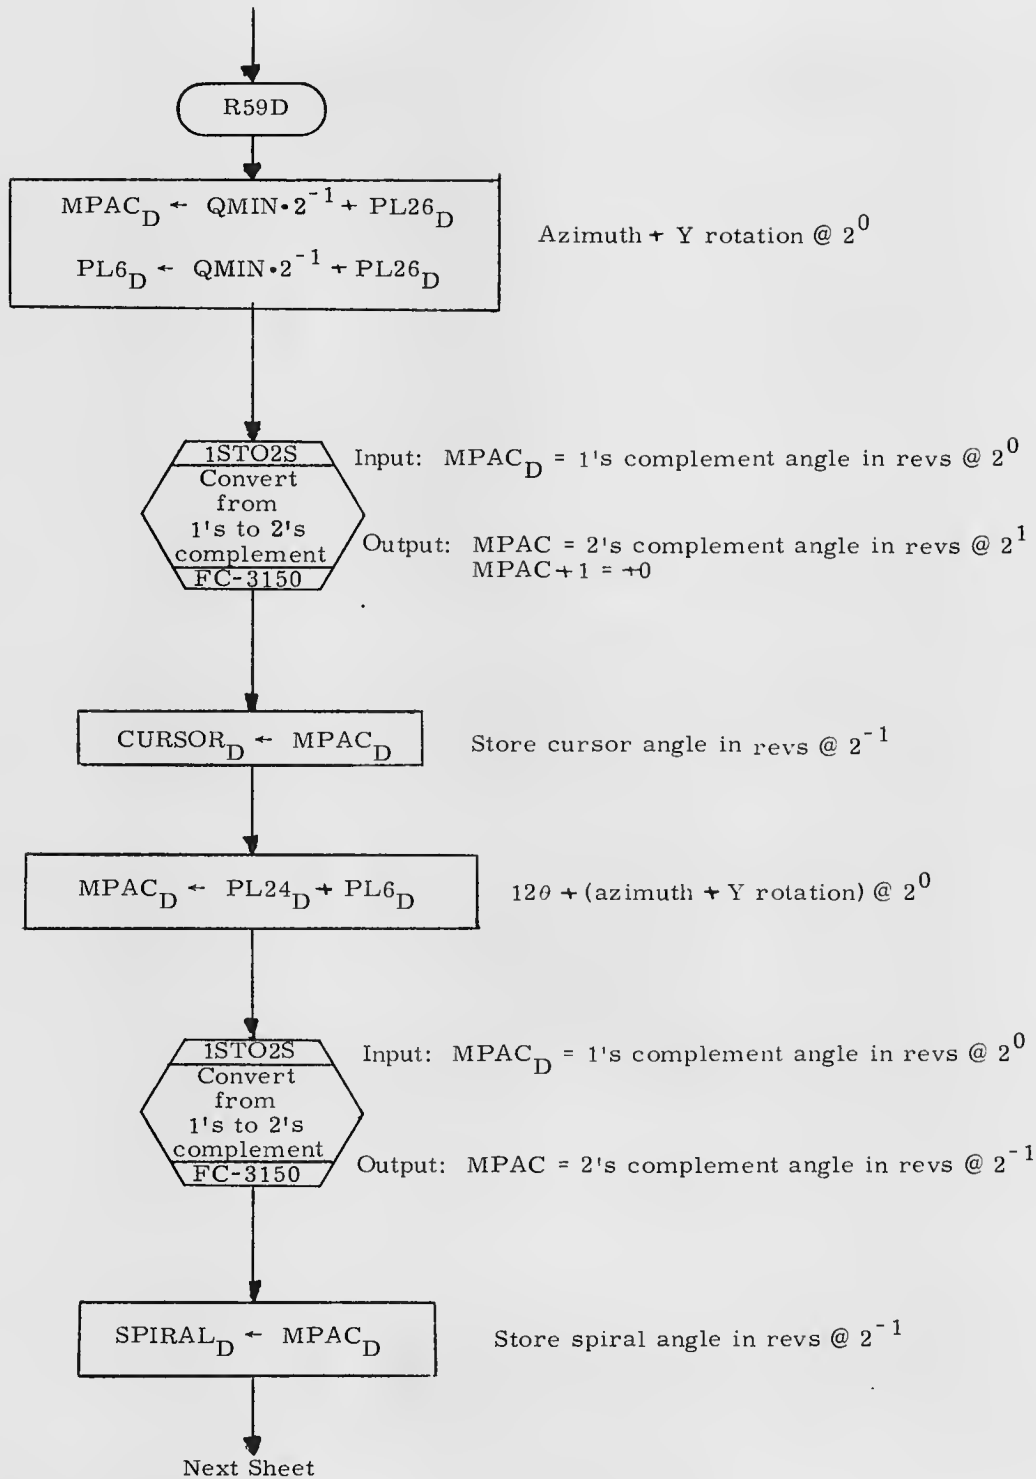 R59D
MPAC_D ← QMIN•2^-1 + PL26_D
PL6_D ← QMIN•2^-1 + PL26_D
Azimuth + Y rotation @ 2^0
1STO2S
Convert
from
1's to 2's
complement
FC-3150
Input: MPAC_D = 1's complement angle in revs @ 2^0
Output: MPAC = 2's complement angle in revs @ 2^1
MPAC+1 = +0
CURSOR_D ← MPAC_D
Store cursor angle in revs @ 2^-1
MPAC_D ← PL24_D + PL6_D
12θ + (azimuth + Y rotation) @ 2^0
1STO2S
Convert
from
1's to 2's
complement
FC-3150
Input: MPAC_D = 1's complement angle in revs @ 2^0
Output: MPAC = 2's complement angle in revs @ 2^-1
SPIRAL_D ← MPAC_D
Store spiral angle in revs @ 2^-1
Next Sheet